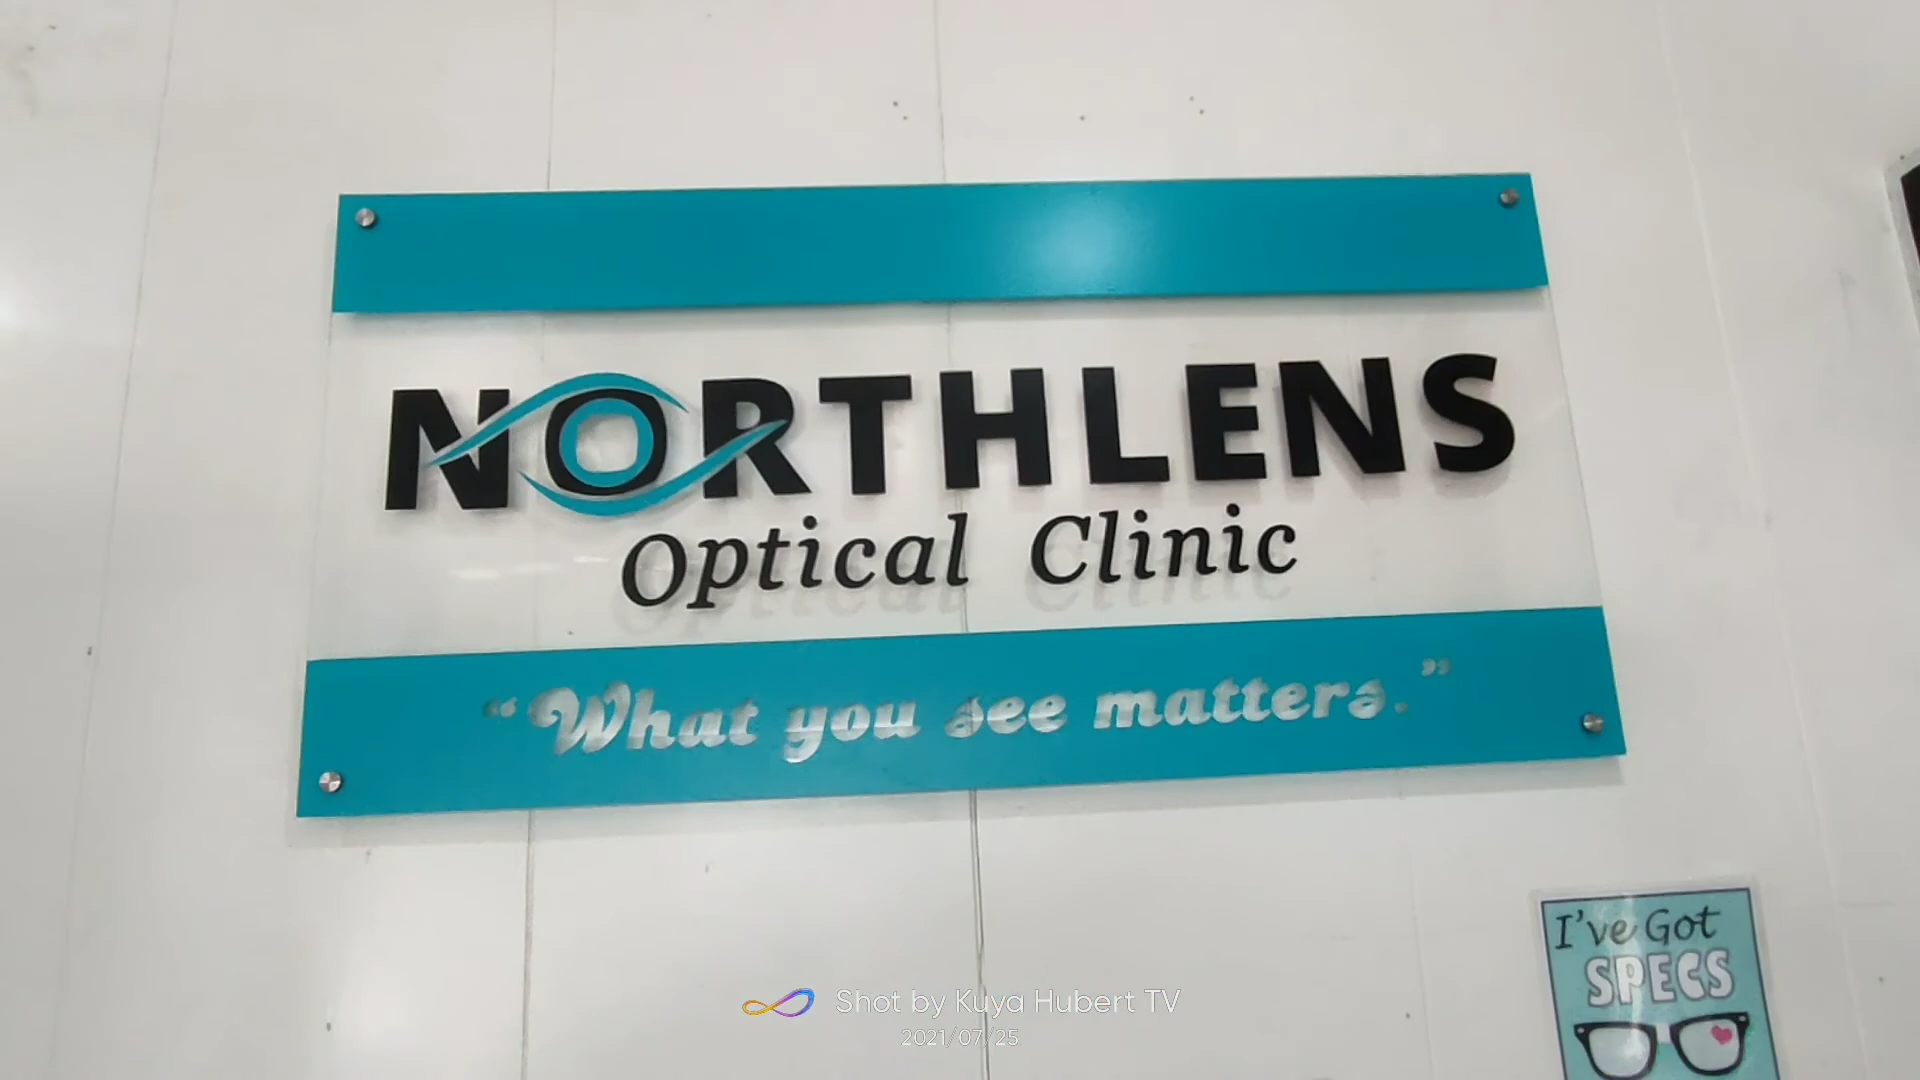 NORTHLENS
Optical Clinic
“What you see matters.”
I've Got
SPECS
Shot by Kuya Hubert TV
2021/07/25